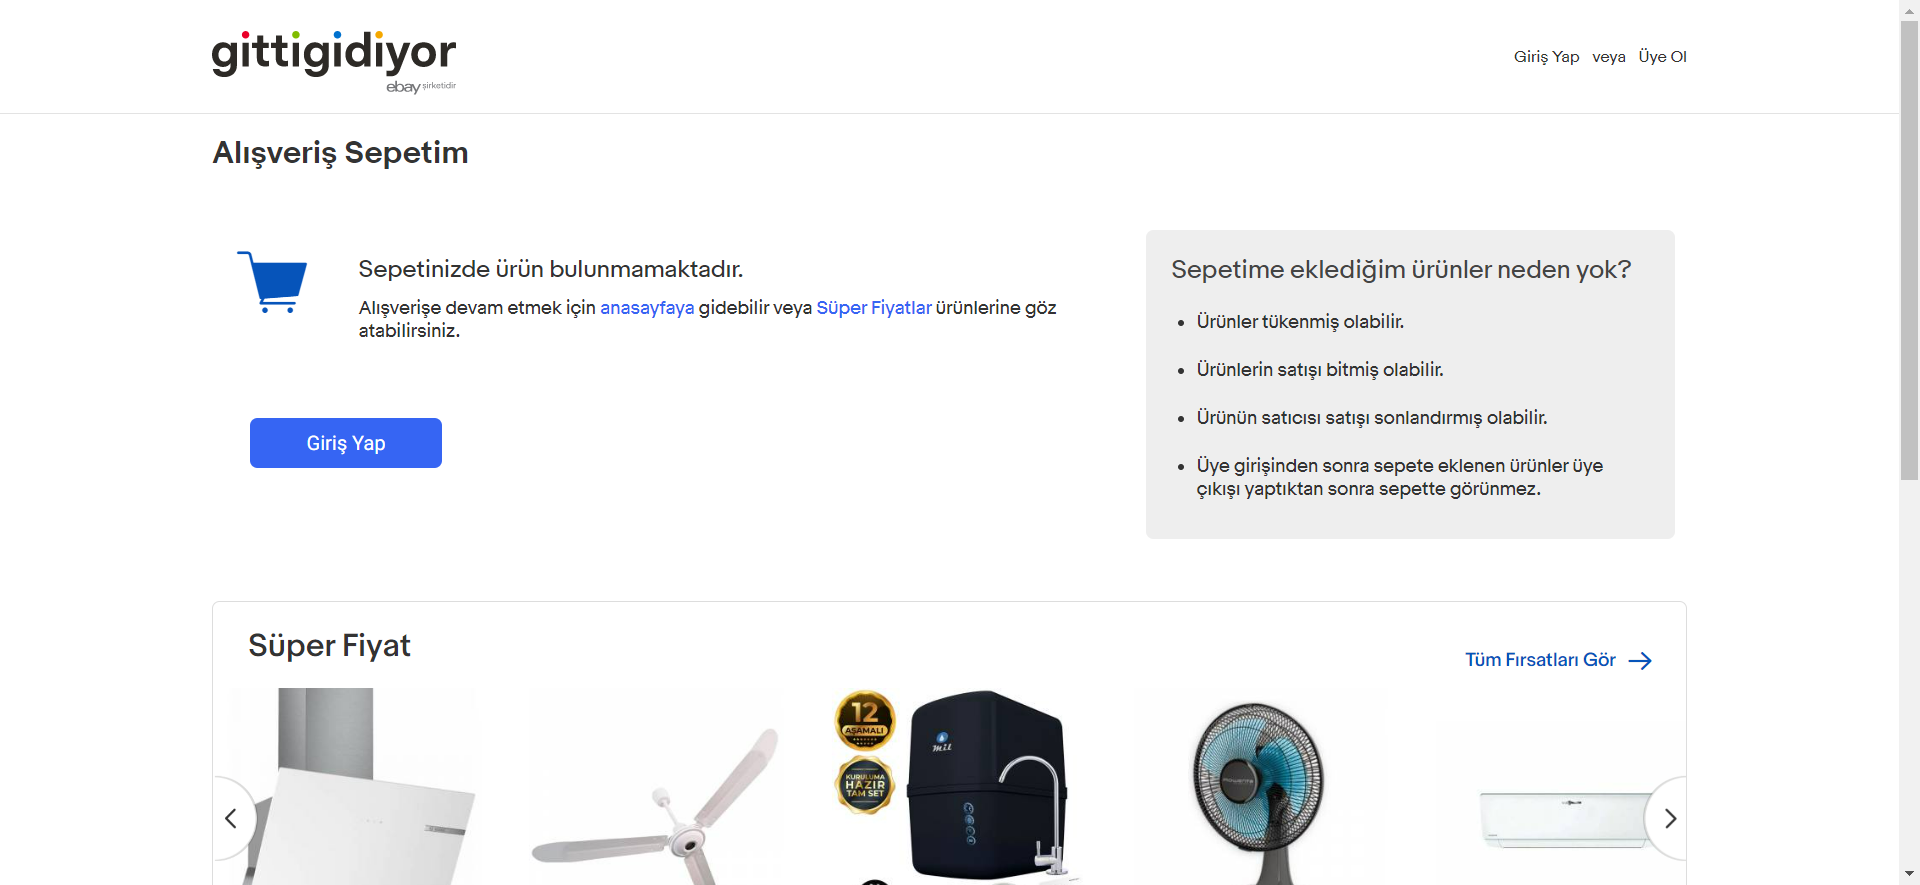 gittigidiyor
ebay şirketidir
Giriş Yap veya Üye Ol
Alışveriş Sepetim
Sepetinizde ürün bulunmamaktadır.
Alışverişe devam etmek için anasayfaya gidebilir veya Süper Fiyatlar ürünlerine göz
atabilirsiniz.
Giriş Yap
Sepetime eklediğim ürünler neden yok?
Ürünler tükenmiş olabilir.
Ürünlerin satışı bitmiş olabilir.
Ürünün satıcısı satışı sonlandırmış olabilir.
Üye girişinden sonra sepete eklenen ürünler üye
çıkışı yaptıktan sonra sepette görünmez.
Süper Fiyat
Tüm Fırsatları Gör
12
AŞAMALI
KURULUMA
HAZIR
TAM SET
mil
ROWENTA